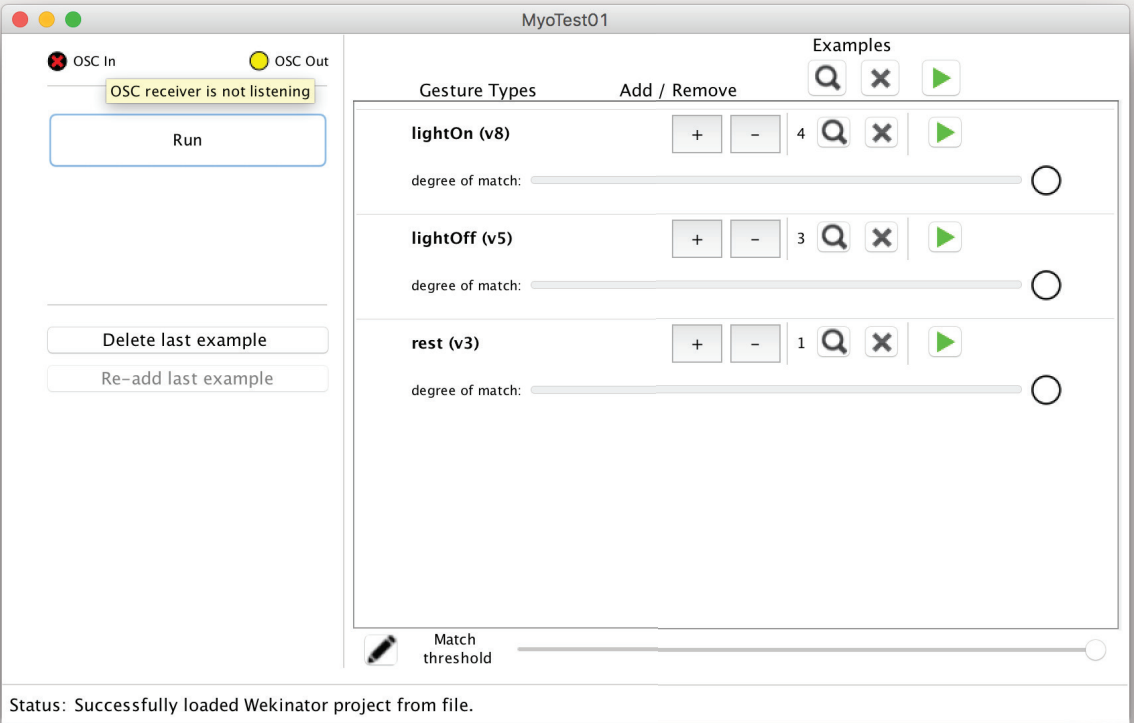 MyoTest01
OSC In
OSC Out
OSC receiver is not listening
Run
Delete last example
Re-add last example
Examples
Gesture Types
Add / Remove
lightOn (v8)
+
-
4
degree of match:
lightOff (v5)
+
-
3
degree of match:
rest (v3)
+
-
1
degree of match:
Match
threshold
Status: Successfully loaded Wekinator project from file.